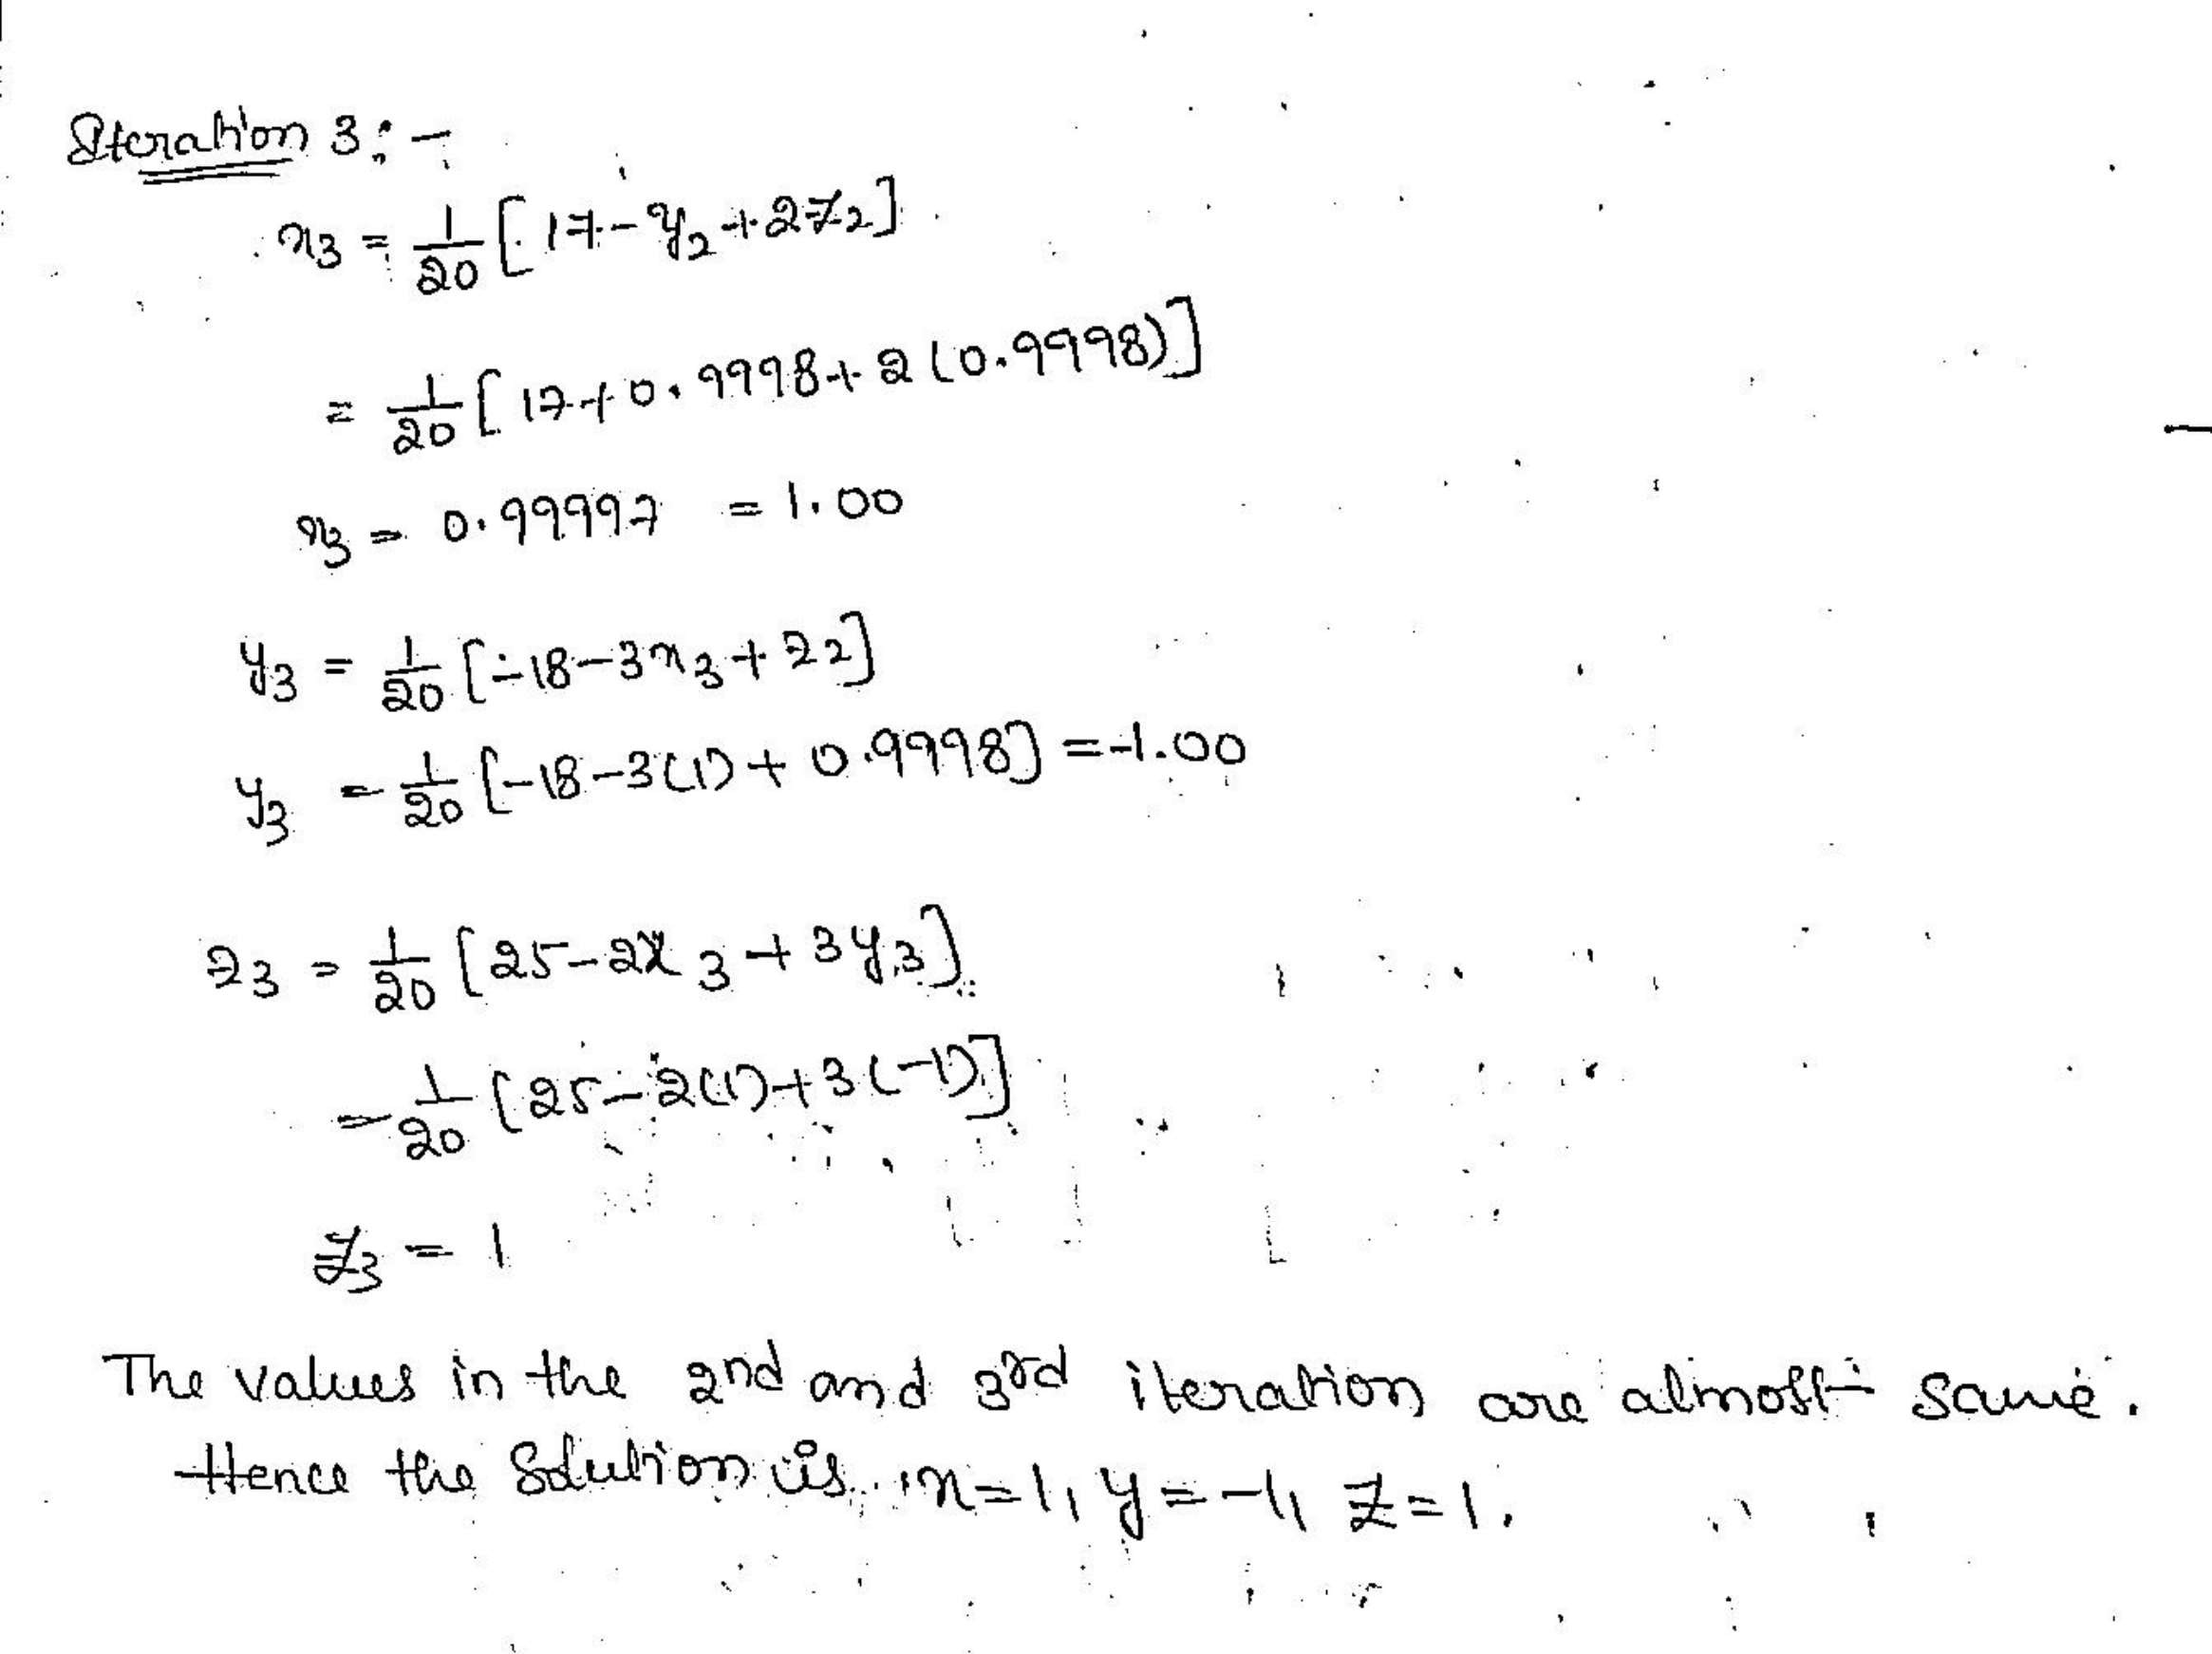 Iteration 3:-
x₃ = 1/20 [17 - y₂ + 2z₂]
= 1/20 [17 + 0.9998 + 2(0.9998)]
x₃ = 0.99997 = 1.00
y₃ = 1/20 [-18 - 3x₃ + z₂]
y₃ = 1/20 [-18 - 3(1) + 0.9998] = -1.00
z₃ = 1/20 [25 - 2x₃ + 3y₃]
= 1/20 [25 - 2(1) + 3(-1)]
z₃ = 1
The values in the 2nd and 3rd iteration are almost same.
Hence the Solution is x=1, y=-1, z=1.